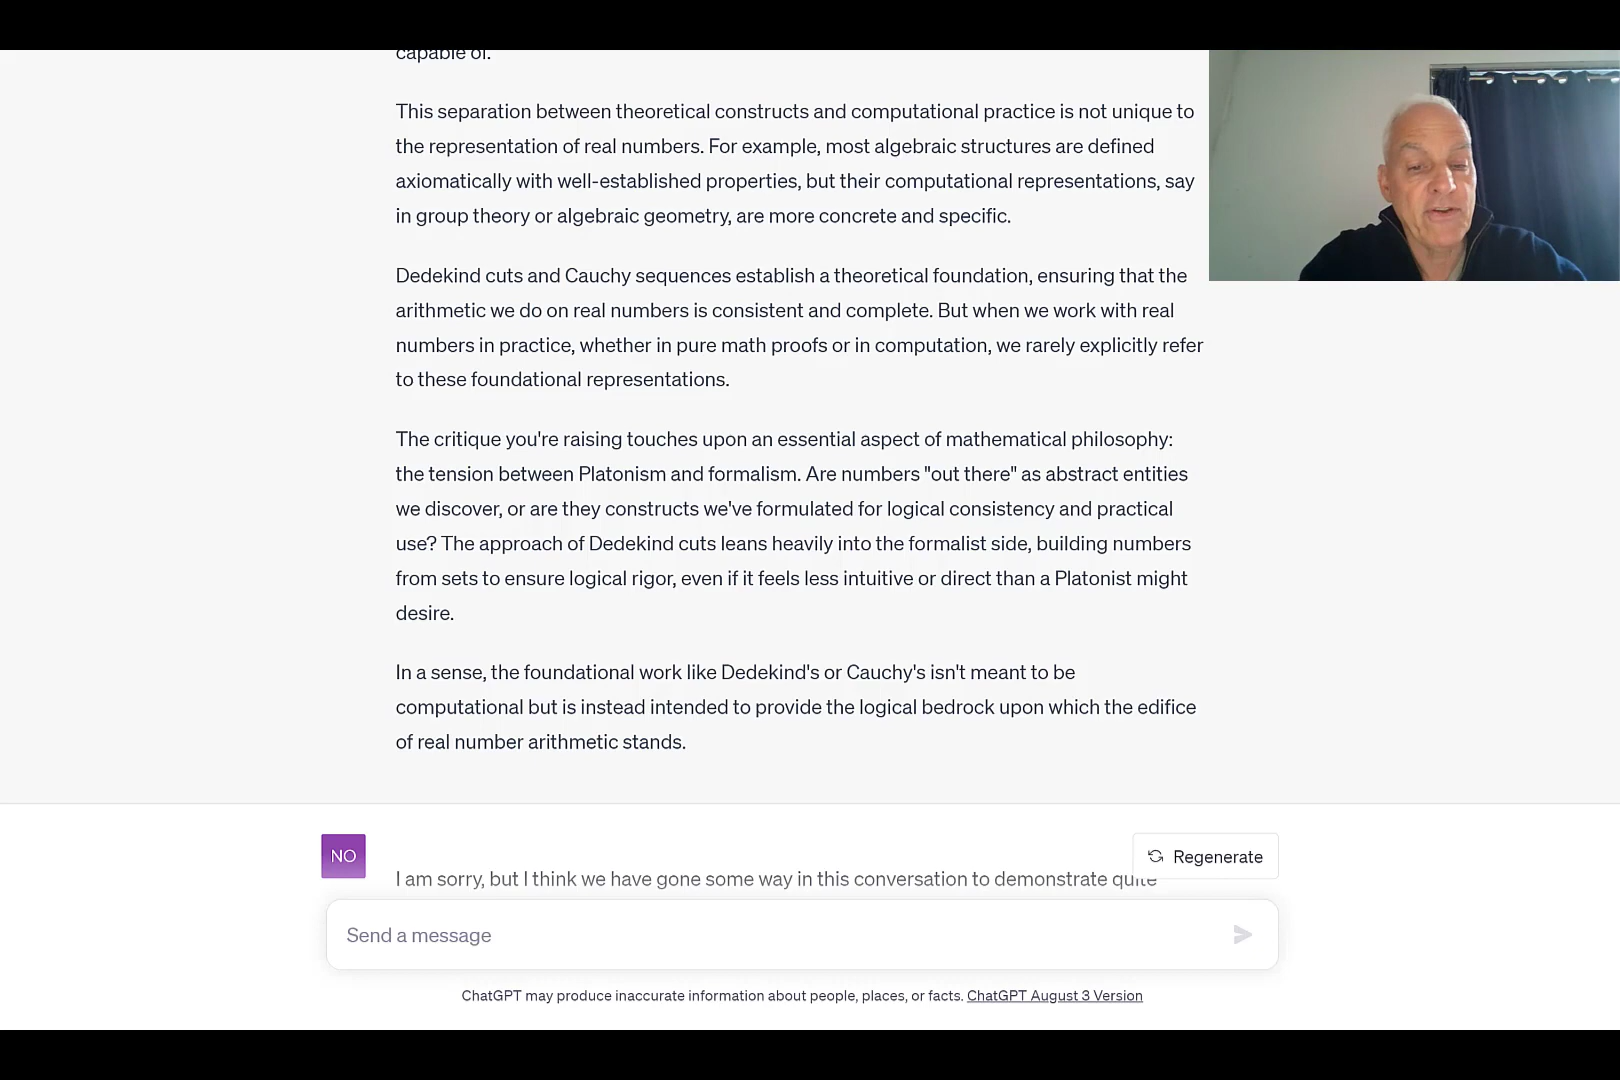 capable of.
This separation between theoretical constructs and computational practice is not unique to
the representation of real numbers. For example, most algebraic structures are defined
axiomatically with well-established properties, but their computational representations, say
in group theory or algebraic geometry, are more concrete and specific.
Dedekind cuts and Cauchy sequences establish a theoretical foundation, ensuring that the
arithmetic we do on real numbers is consistent and complete. But when we work with real
numbers in practice, whether in pure math proofs or in computation, we rarely explicitly refer
to these foundational representations.
The critique you're raising touches upon an essential aspect of mathematical philosophy:
the tension between Platonism and formalism. Are numbers "out there" as abstract entities
we discover, or are they constructs we've formulated for logical consistency and practical
use? The approach of Dedekind cuts leans heavily into the formalist side, building numbers
from sets to ensure logical rigor, even if it feels less intuitive or direct than a Platonist might
desire.
In a sense, the foundational work like Dedekind's or Cauchy's isn't meant to be
computational but is instead intended to provide the logical bedrock upon which the edifice
of real number arithmetic stands.
NO
Regenerate
I am sorry, but I think we have gone some way in this conversation to demonstrate quite
Send a message
ChatGPT may produce inaccurate information about people, places, or facts. ChatGPT August 3 Version